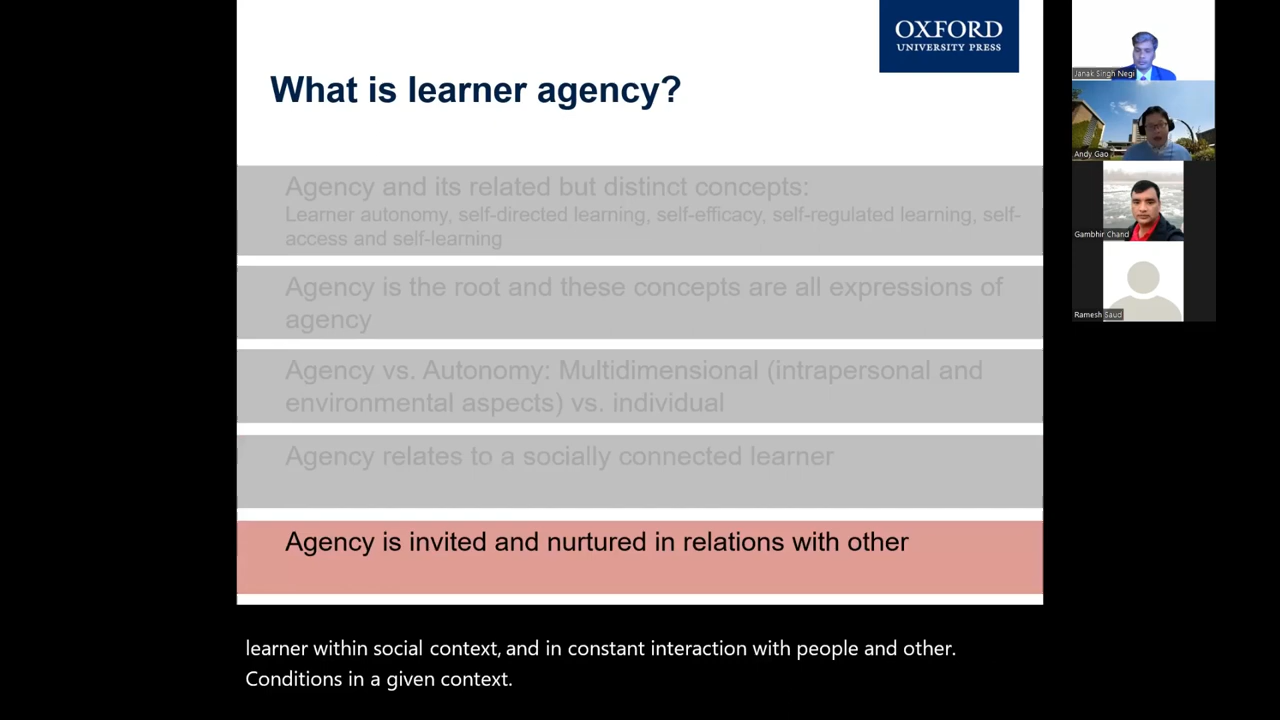 OXFORD
UNIVERSITY PRESS
What is learner agency?
Agency and its related but distinct concepts:
Learner autonomy, self-directed learning, self-efficacy, self-regulated learning, self-
access and self-learning
Agency is the root and these concepts are all expressions of
agency
Agency vs. Autonomy: Multidimensional (intrapersonal and
environmental aspects) vs. individual
Agency relates to a socially connected learner
Agency is invited and nurtured in relations with other
learner within social context, and in constant interaction with people and other.
Conditions in a given context.
Janak Singh Negi
Andy Gao
Gambhir Chand
Ramesh Saud